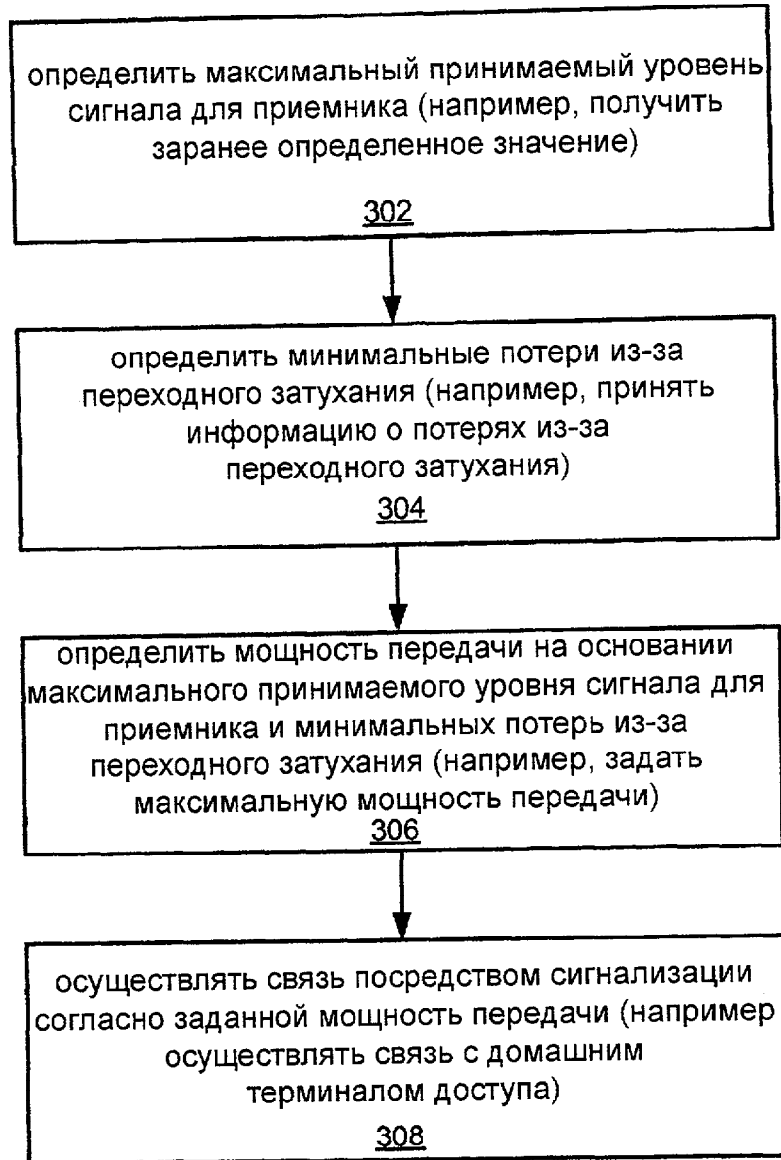 определить максимальный принимаемый уровень
сигнала для приемника (например, получить
заранее определенное значение)
302
определить минимальные потери из-за
переходного затухания (например, принять
информацию о потерях из-за
переходного затухания)
304
определить мощность передачи на основании
максимального принимаемого уровня сигнала для
приемника и минимальных потерь из-за
переходного затухания (например, задать
максимальную мощность передачи)
306
осуществлять связь посредством сигнализации
согласно заданной мощность передачи (например
осуществлять связь с домашним
терминалом доступа)
308